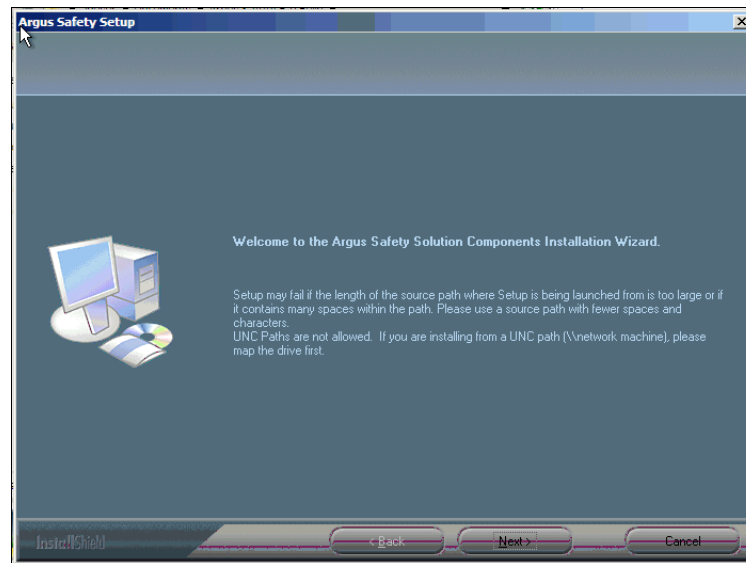 Argus Safety Setup
Welcome to the Argus Safety Solution Components Installation Wizard.
Setup may fail if the length of the source path where Setup is being launched from is too large or if
it contains many spaces within the path. Please use a source path with fewer spaces and
characters.
UNC Paths are not allowed.  If you are installing from a UNC path (\\network machine), please
map the drive first.
InstallShield
< Back
Next >
Cancel